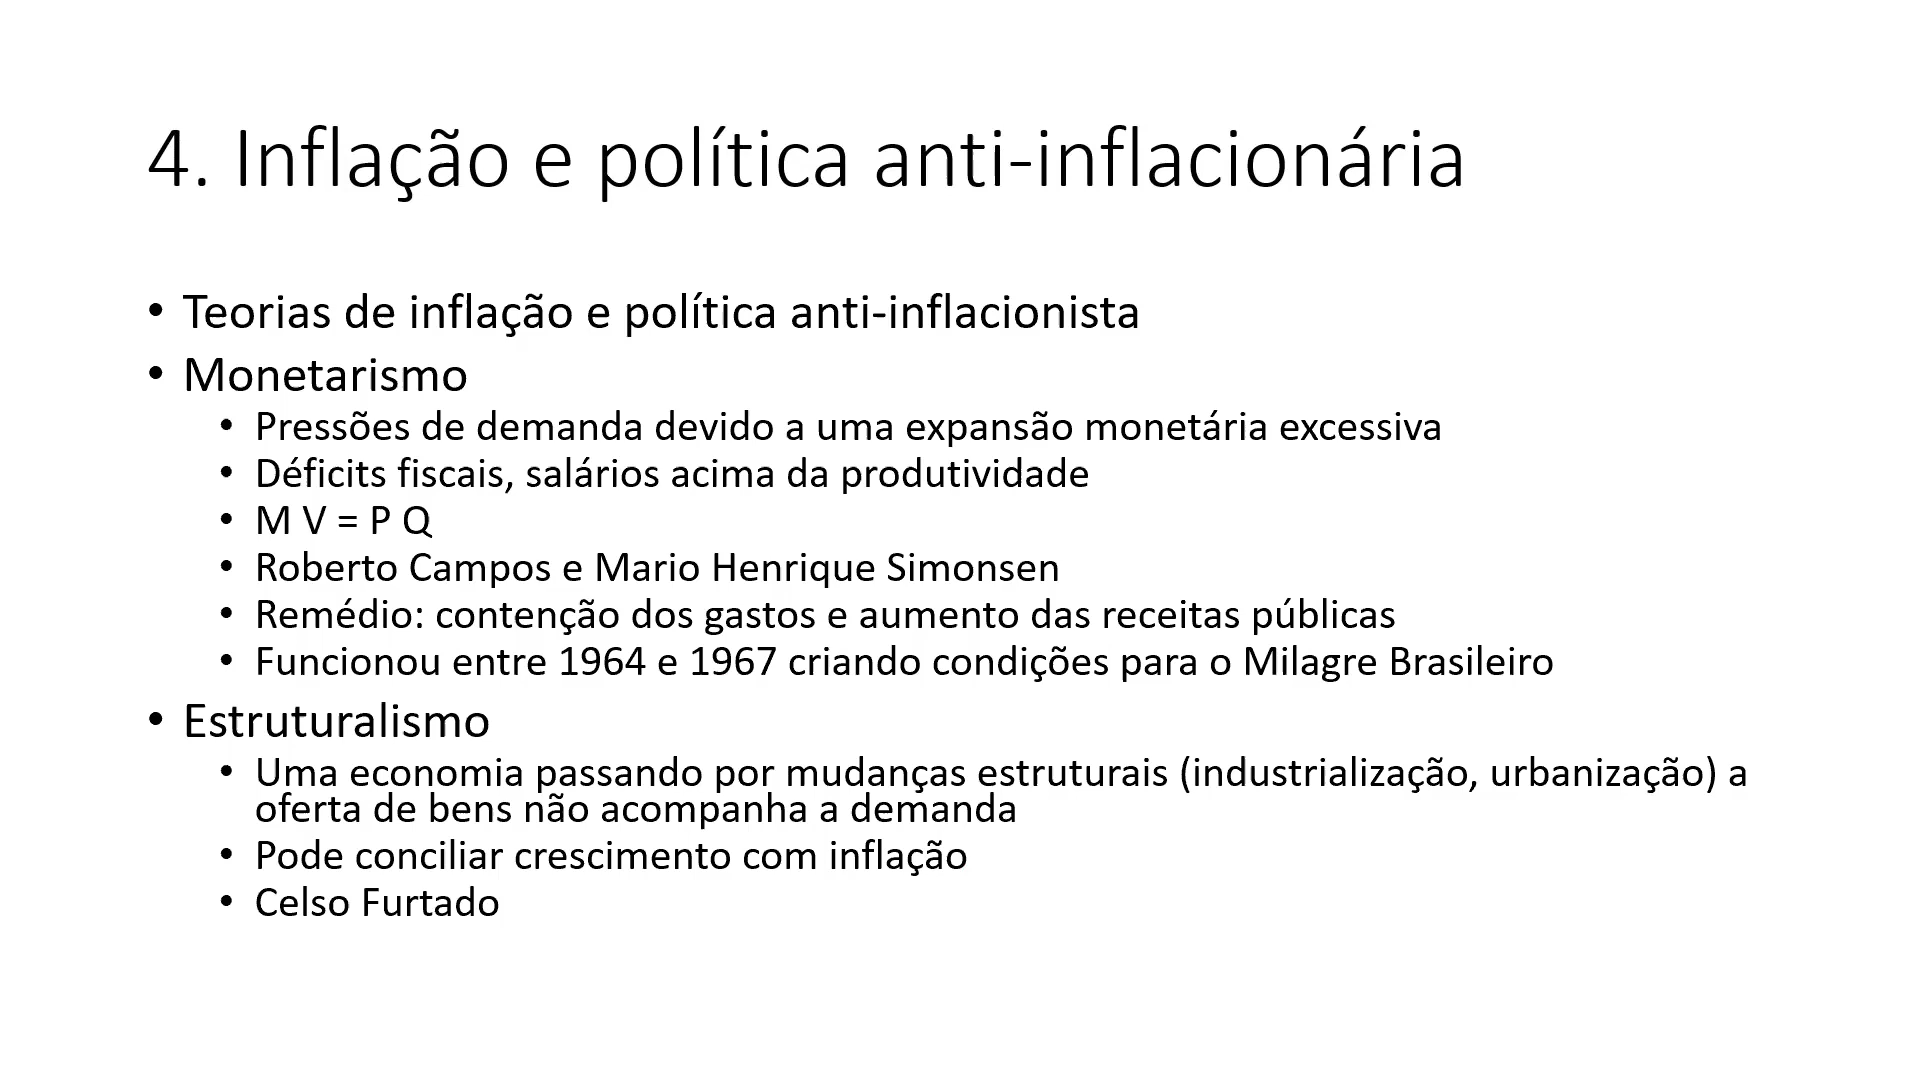 4. Inflação e política anti-inflacionária
• Teorias de inflação e política anti-inflacionista
• Monetarismo
• Pressões de demanda devido a uma expansão monetária excessiva
• Déficits fiscais, salários acima da produtividade
• M V = P Q
• Roberto Campos e Mario Henrique Simonsen
• Remédio: contenção dos gastos e aumento das receitas públicas
• Funcionou entre 1964 e 1967 criando condições para o Milagre Brasileiro
• Estruturalismo
• Uma economia passando por mudanças estruturais (industrialização, urbanização) a
oferta de bens não acompanha a demanda
• Pode conciliar crescimento com inflação
• Celso Furtado